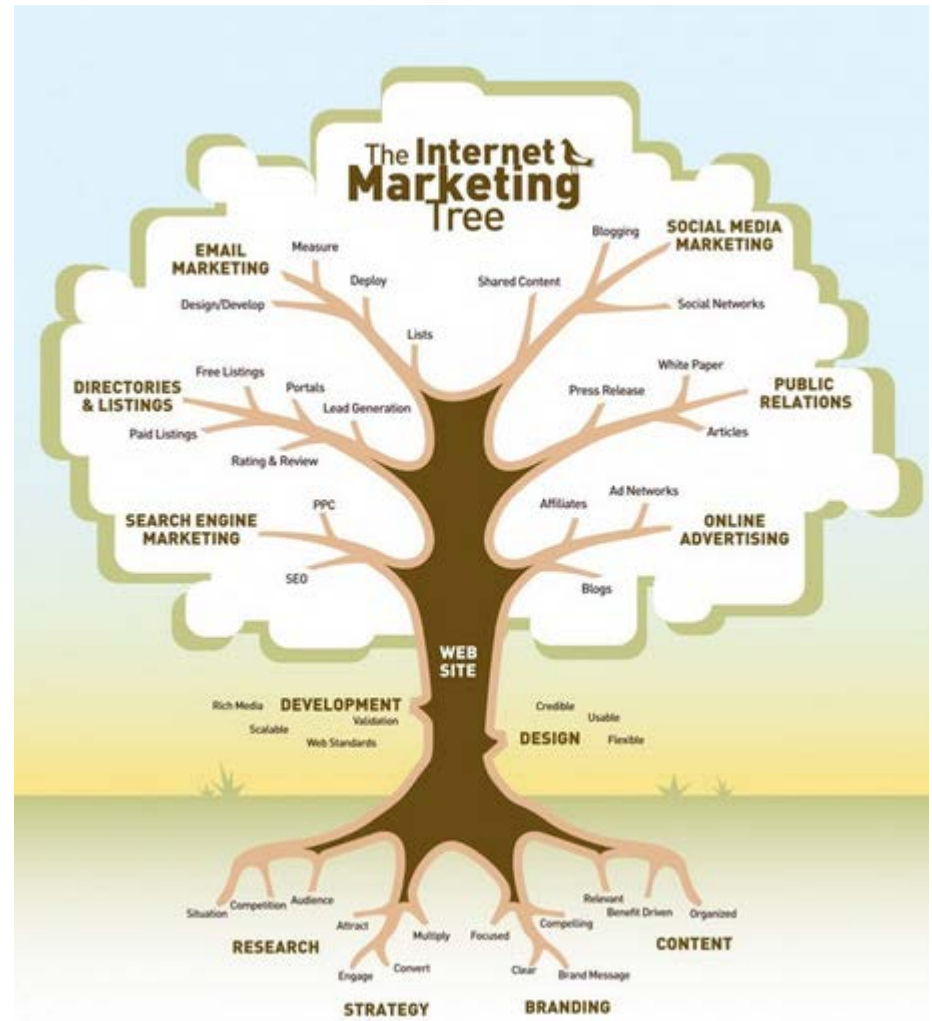 The Internet
Marketing
Tree
EMAIL
MARKETING
Measure
Deploy
Design/Develop
Lists
Blogging
SOCIAL MEDIA
MARKETING
Shared Content
Social Networks
Free Listings
DIRECTORIES
& LISTINGS
Portals
Lead Generation
Paid Listings
Rating & Review
White Paper
Press Release
PUBLIC
RELATIONS
Articles
PPC
SEARCH ENGINE
MARKETING
SEO
Ad Networks
Affiliates
ONLINE
ADVERTISING
Blogs
WEB
SITE
Rich Media
DEVELOPMENT
Validation
Scalable
Web Standards
Credible
Usable
DESIGN
Flexible
Situation
Competition
Audience
RESEARCH
Attract
Multiply
Engage
Convert
STRATEGY
Focused
Compelling
Clear
Brand Message
BRANDING
Relevant
Benefit Driven
Organized
CONTENT